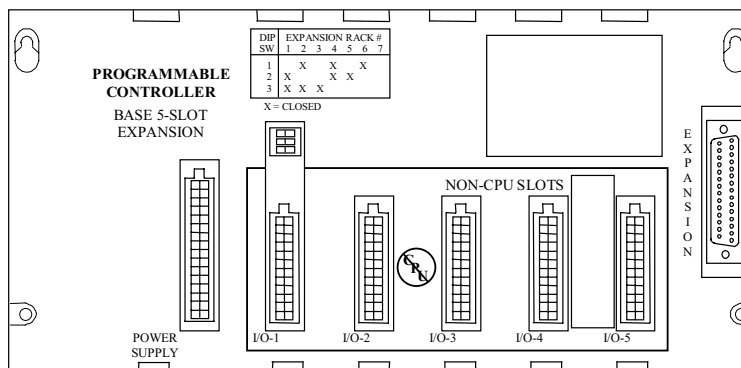 DIP EXPANSION RACK #
SW 1 2 3 4 5 6 7
1 X X X
2 X X X
3 X X X
X = CLOSED
PROGRAMMABLE
CONTROLLER
BASE 5-SLOT
EXPANSION
EXPANSION
NON-CPU SLOTS
CPU
I/O-1 I/O-2 I/O-3 I/O-4 I/O-5
POWER
SUPPLY